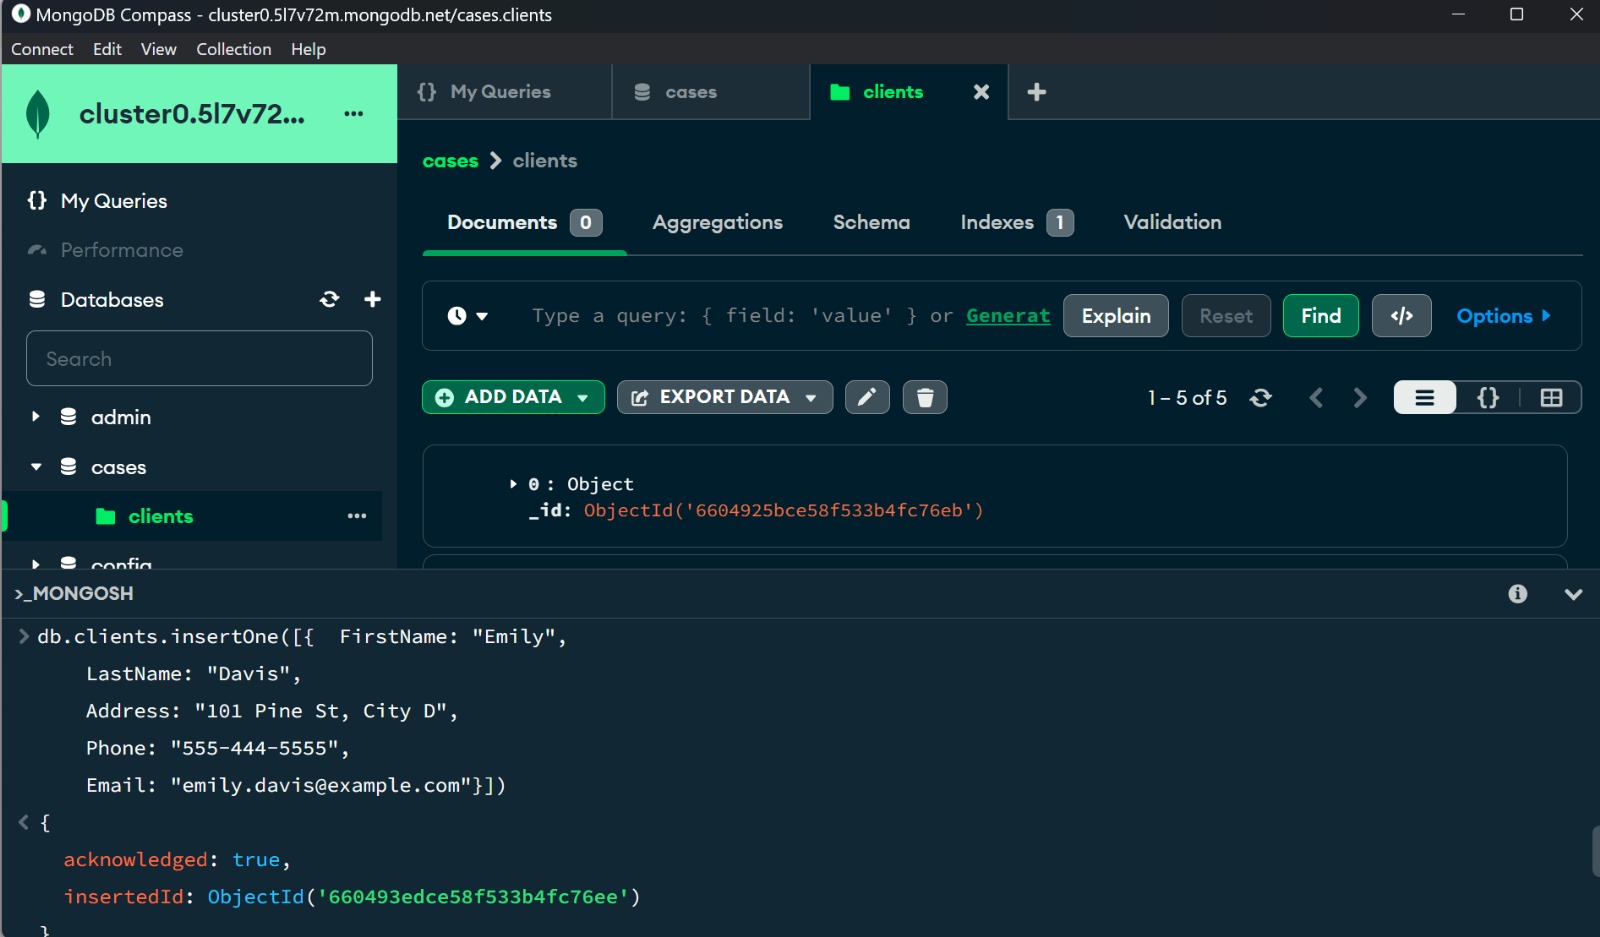 MongoDB Compass - cluster0.5l7v72m.mongodb.net/cases.clients
Connect Edit View Collection Help
cluster0.5l7v72... ...
{} My Queries
cases
clients
cases > clients
My Queries
Performance
Databases
Search
admin
cases
clients ...
config
Documents 0 Aggregations Schema Indexes 1 Validation
Type a query: { field: 'value' } or Generat Explain Reset Find </> Options
ADD DATA EXPORT DATA 1 – 5 of 5 {}
0 : Object
_id: ObjectId('6604925bce58f533b4fc76eb')
>_MONGOSH
> db.clients.insertOne([{  FirstName: "Emily",
LastName: "Davis",
Address: "101 Pine St, City D",
Phone: "555-444-5555",
Email: "emily.davis@example.com"}])
< {
acknowledged: true,
insertedId: ObjectId('660493edce58f533b4fc76ee')
}